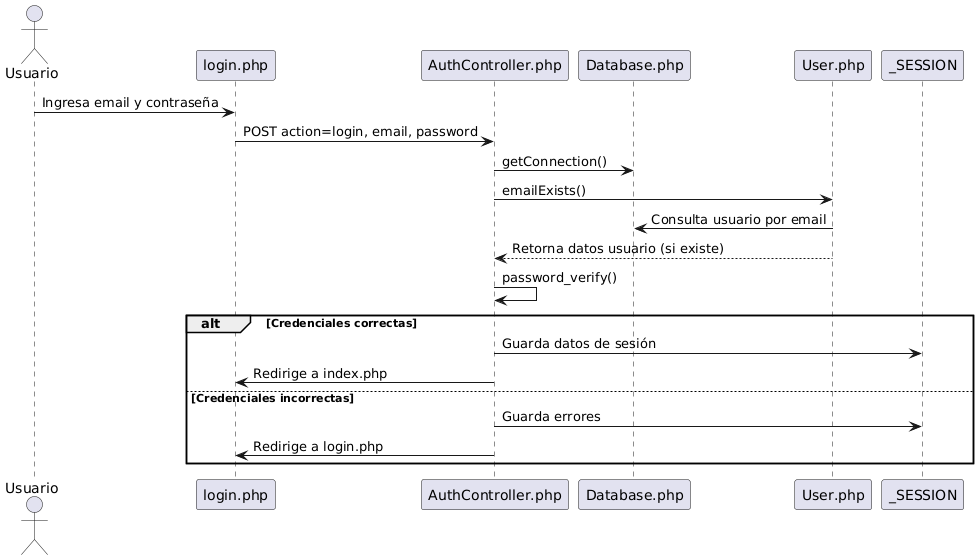 Usuario
login.php
AuthController.php
Database.php
User.php
_SESSION
Ingresa email y contraseña
POST action=login, email, password
getConnection()
emailExists()
Consulta usuario por email
Retorna datos usuario (si existe)
password_verify()
alt
[Credenciales correctas]
Guarda datos de sesión
Redirige a index.php
[Credenciales incorrectas]
Guarda errores
Redirige a login.php
Usuario
login.php
AuthController.php
Database.php
User.php
_SESSION